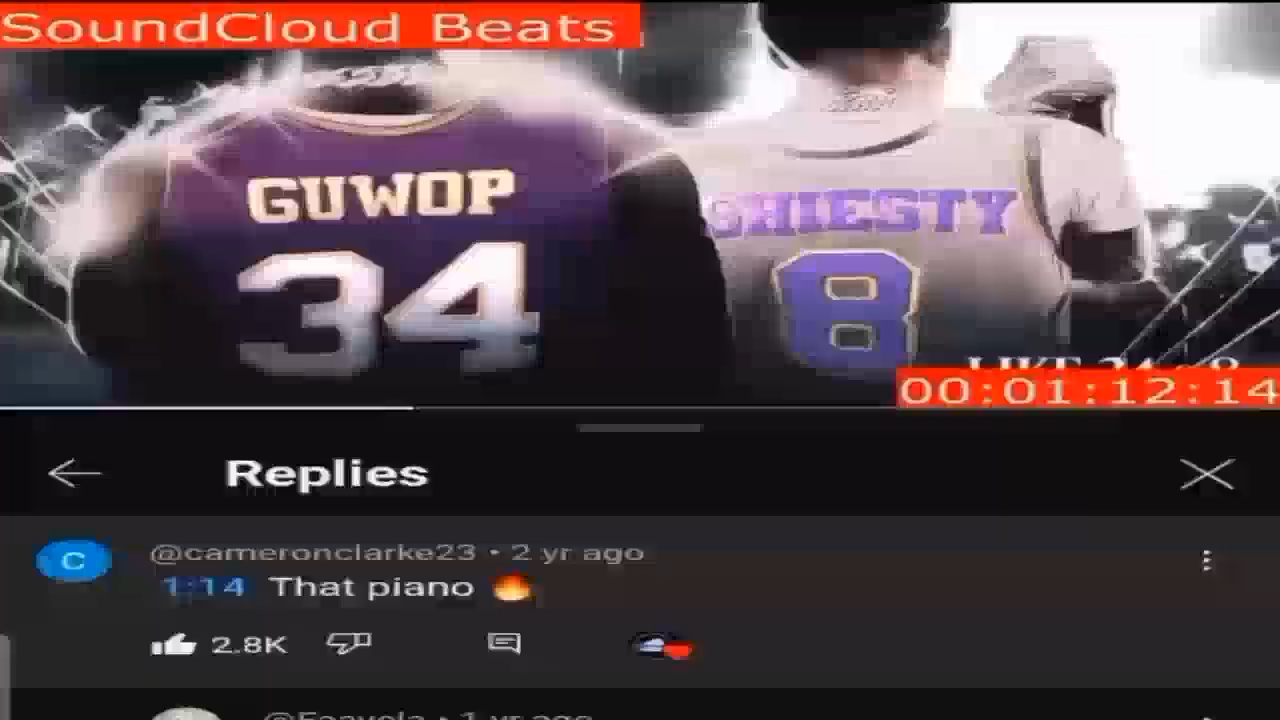 SoundCloud Beats
GUWOP
34
SHIESTY
8
00:01:12:14
Replies
C
@cameronclarke23 • 2 yr ago
1:14 That piano 🔥
2.8K